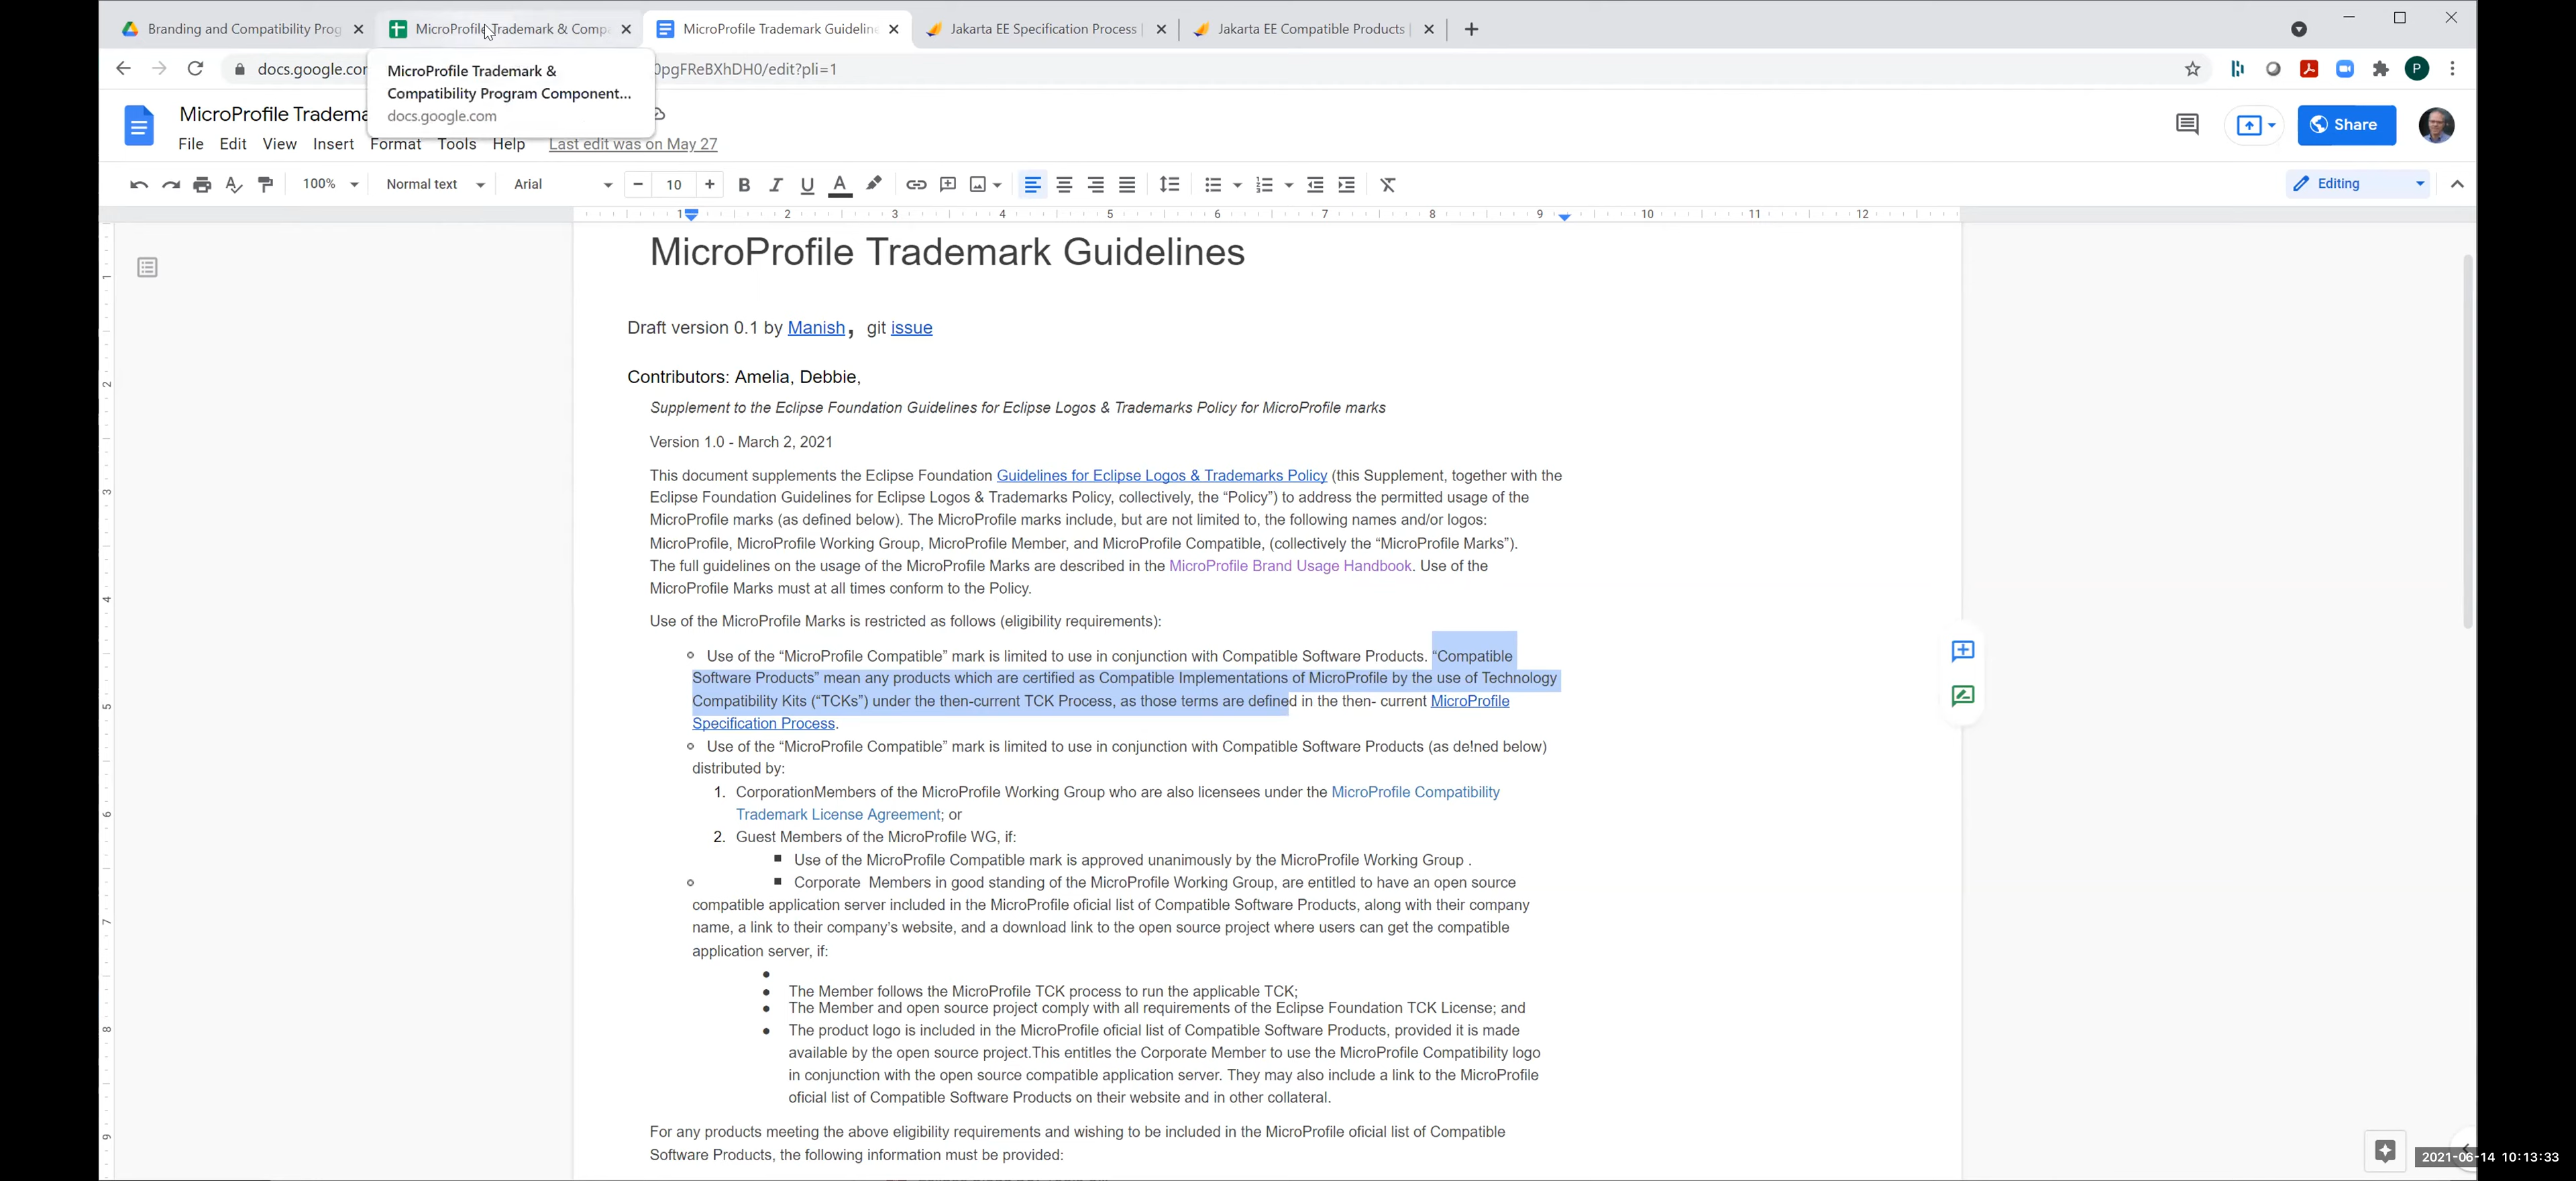 Branding and Compatibility Prog
MicroProfile Trademark & Compa
MicroProfile Trademark Guideline
Jakarta EE Specification Process |
Jakarta EE Compatible Products |
docs.google.com
0pgFReBXhDH0/edit?pli=1
P
MicroProfile Trademark &
Compatibility Program Component...
docs.google.com
MicroProfile Tradema
File Edit View Insert Format Tools Help Last edit was on May 27
Share
100% Normal text Arial 10 B I U A
Editing
1 2 3 4 5 6 7 8 9 10 11 12
MicroProfile Trademark Guidelines
Draft version 0.1 by Manish, git issue
Contributors: Amelia, Debbie,
Supplement to the Eclipse Foundation Guidelines for Eclipse Logos & Trademarks Policy for MicroProfile marks
Version 1.0 - March 2, 2021
This document supplements the Eclipse Foundation Guidelines for Eclipse Logos & Trademarks Policy (this Supplement, together with the
Eclipse Foundation Guidelines for Eclipse Logos & Trademarks Policy, collectively, the “Policy”) to address the permitted usage of the
MicroProfile marks (as defined below). The MicroProfile marks include, but are not limited to, the following names and/or logos:
MicroProfile, MicroProfile Working Group, MicroProfile Member, and MicroProfile Compatible, (collectively the “MicroProfile Marks”).
The full guidelines on the usage of the MicroProfile Marks are described in the MicroProfile Brand Usage Handbook. Use of the
MicroProfile Marks must at all times conform to the Policy.
Use of the MicroProfile Marks is restricted as follows (eligibility requirements):
Use of the “MicroProfile Compatible” mark is limited to use in conjunction with Compatible Software Products. “Compatible
Software Products” mean any products which are certified as Compatible Implementations of MicroProfile by the use of Technology
Compatibility Kits (“TCKs”) under the then-current TCK Process, as those terms are defined in the then- current MicroProfile
Specification Process.
Use of the “MicroProfile Compatible” mark is limited to use in conjunction with Compatible Software Products (as de!ned below)
distributed by:
1. CorporationMembers of the MicroProfile Working Group who are also licensees under the MicroProfile Compatibility
Trademark License Agreement; or
2. Guest Members of the MicroProfile WG, if:
Use of the MicroProfile Compatible mark is approved unanimously by the MicroProfile Working Group .
Corporate Members in good standing of the MicroProfile Working Group, are entitled to have an open source
compatible application server included in the MicroProfile oficial list of Compatible Software Products, along with their company
name, a link to their company's website, and a download link to the open source project where users can get the compatible
application server, if:
The Member follows the MicroProfile TCK process to run the applicable TCK;
The Member and open source project comply with all requirements of the Eclipse Foundation TCK License; and
The product logo is included in the MicroProfile oficial list of Compatible Software Products, provided it is made
available by the open source project.This entitles the Corporate Member to use the MicroProfile Compatibility logo
in conjunction with the open source compatible application server. They may also include a link to the MicroProfile
oficial list of Compatible Software Products on their website and in other collateral.
For any products meeting the above eligibility requirements and wishing to be included in the MicroProfile oficial list of Compatible
Software Products, the following information must be provided:
1
2
3
4
5
6
7
8
9
2021-06-14 10:13:33